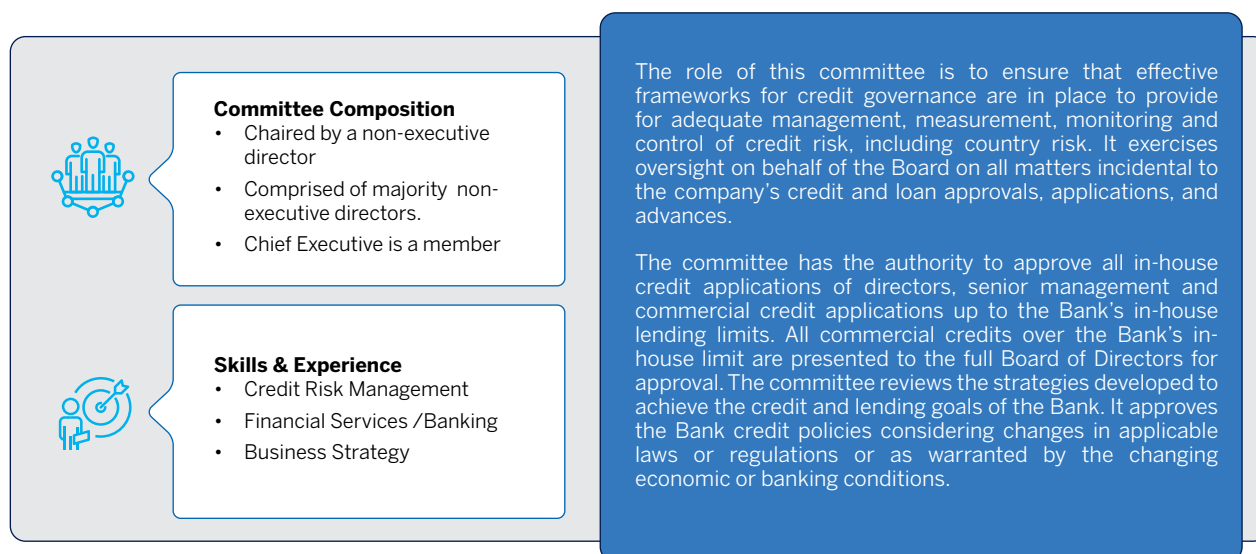 Committee Composition
• Chaired by a non-executive
director
• Comprised of majority non-
executive directors.
• Chief Executive is a member
Skills & Experience
• Credit Risk Management
• Financial Services /Banking
• Business Strategy
The role of this committee is to ensure that effective
frameworks for credit governance are in place to provide
for adequate management, measurement, monitoring and
control of credit risk, including country risk. It exercises
oversight on behalf of the Board on all matters incidental to
the company's credit and loan approvals, applications, and
advances.
The committee has the authority to approve all in-house
credit applications of directors, senior management and
commercial credit applications up to the Bank's in-house
lending limits. All commercial credits over the Bank's in-
house limit are presented to the full Board of Directors for
approval. The committee reviews the strategies developed to
achieve the credit and lending goals of the Bank. It approves
the Bank credit policies considering changes in applicable
laws or regulations or as warranted by the changing
economic or banking conditions.